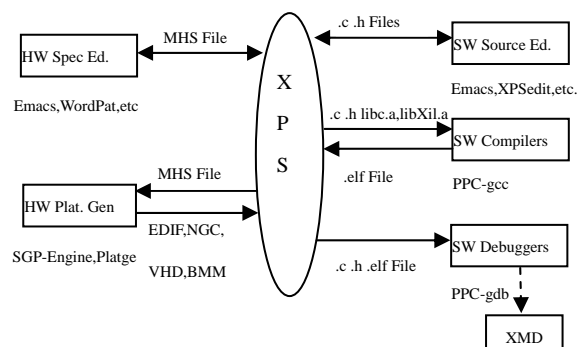 MHS File
HW Spec Ed.
Emacs,WordPat,etc
MHS File
HW Plat. Gen
EDIF,NGC,
SGP-Engine,Platge
VHD,BMM
X
P
S
.c .h Files
SW Source Ed.
Emacs,XPSedit,etc.
.c .h libc.a,libXil.a
SW Compilers
.elf File
PPC-gcc
SW Debuggers
.c .h .elf File
PPC-gdb
XMD